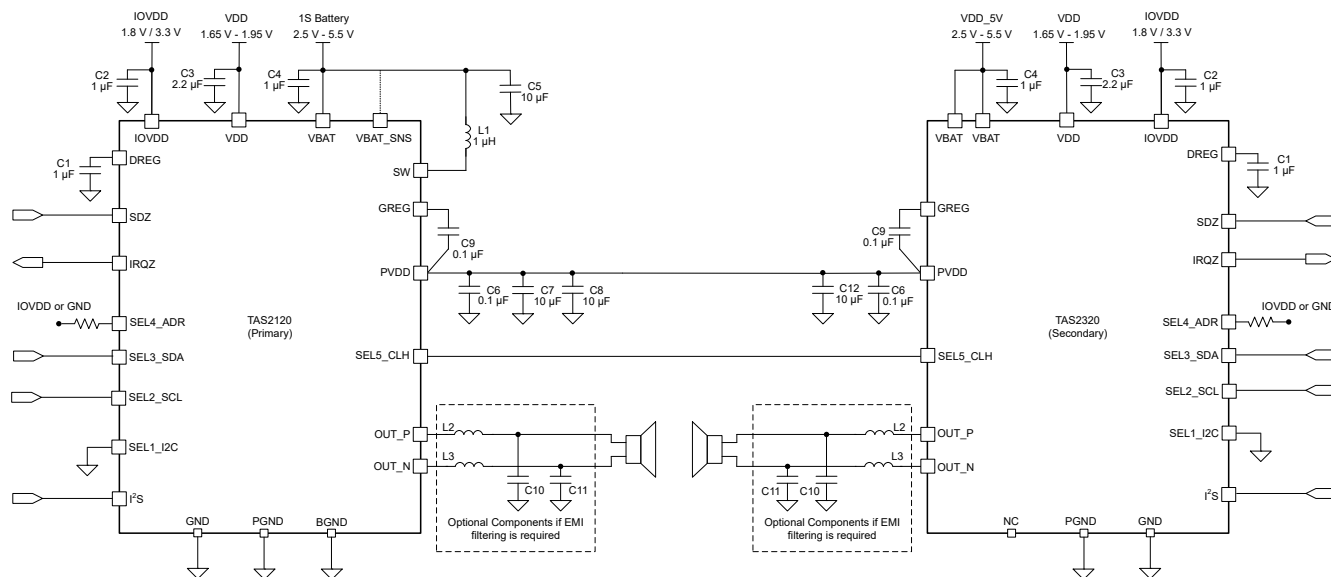 IOVDD
1.8 V / 3.3 V
VDD
1.65 V - 1.95 V
1S Battery
2.5 V - 5.5 V
C2
1 µF
C3
2.2 µF
C4
1 µF
C5
10 µF
L1
1 µH
IOVDD
VDD
VBAT
VBAT_SNS
C1
1 µF
DREG
SW
SDZ
GREG
C9
0.1 µF
IRQZ
PVDD
C6
0.1 µF
C7
10 µF
C8
10 µF
IOVDD or GND
SEL4_ADR
TAS2120
(Primary)
SEL3_SDA
SEL5_CLH
SEL2_SCL
OUT_P
L2
SEL1_I2C
OUT_N
L3
C10
C11
I²S
Optional Components if EMI
filtering is required
GND
PGND
BGND
VDD_5V
2.5 V - 5.5 V
VDD
1.65 V - 1.95 V
IOVDD
1.8 V / 3.3 V
C4
1 µF
C3
2.2 µF
C2
1 µF
VBAT
VBAT
VDD
IOVDD
DREG
C1
1 µF
GREG
SDZ
C9
0.1 µF
IRQZ
PVDD
C12
10 µF
C6
0.1 µF
IOVDD or GND
TAS2320
(Secondary)
SEL4_ADR
SEL5_CLH
SEL3_SDA
SEL2_SCL
L2
OUT_P
SEL1_I2C
L3
OUT_N
C11
C10
I²S
Optional Components if EMI
filtering is required
NC
PGND
GND